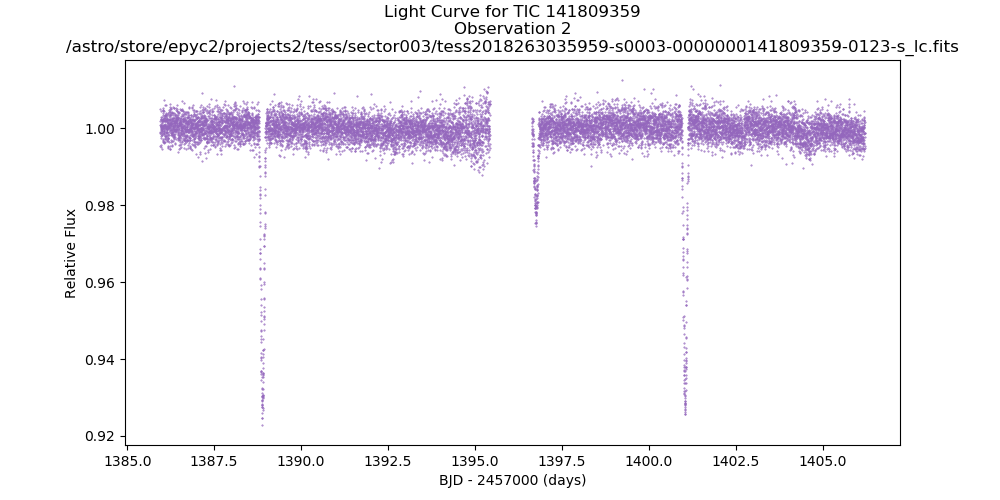 Light Curve for TIC 141809359
Observation 2
/astro/store/epyc2/projects2/tess/sector003/tess2018263035959-s0003-0000000141809359-0123-s_lc.fits
1.00
0.98
0.96
0.94
0.92
Relative Flux
1385.0 1387.5 1390.0 1392.5 1395.0 1397.5 1400.0 1402.5 1405.0
BJD - 2457000 (days)